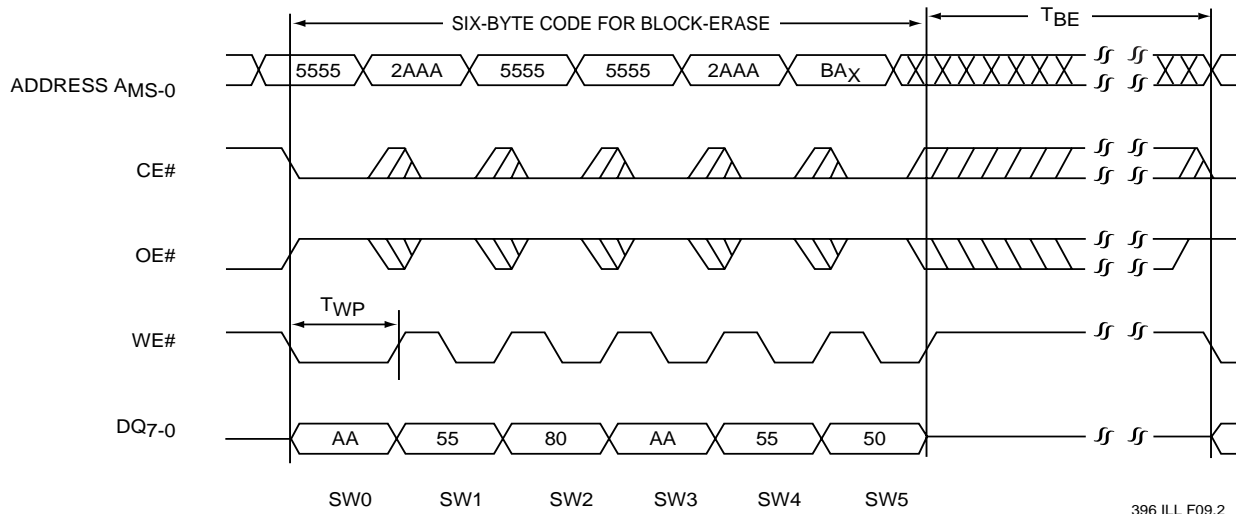 SIX-BYTE CODE FOR BLOCK-ERASE
TBE
ADDRESS AMS-0
5555 2AAA 5555 5555 2AAA BAX
CE#
OE#
TWP
WE#
DQ7-0
AA 55 80 AA 55 50
SW0 SW1 SW2 SW3 SW4 SW5
396 ILL F09.2